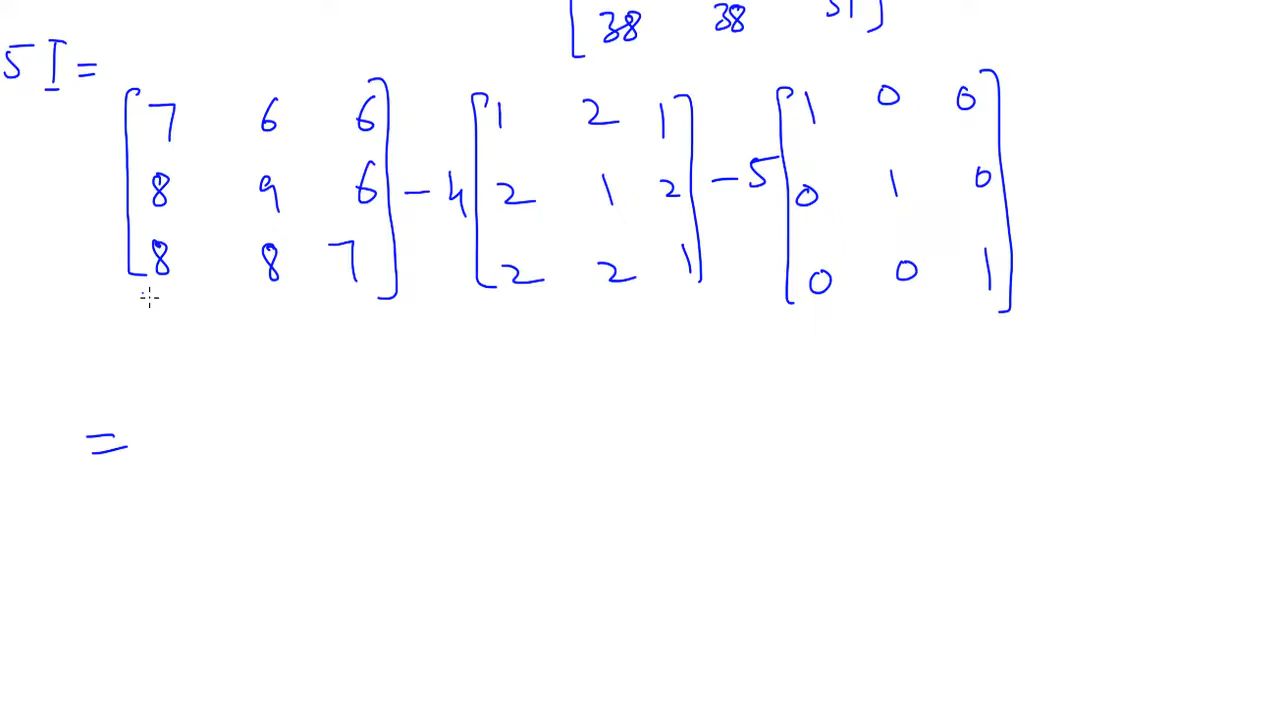 [ 38 38 51 ]
5 I =
[ 7 6 6 ] [ 1 2 1 ] [ 1 0 0 ]
[ 8 9 6 ] - 4 [ 2 1 2 ] - 5 [ 0 1 0 ]
[ 8 8 7 ] [ 2 2 1 ] [ 0 0 1 ]
=